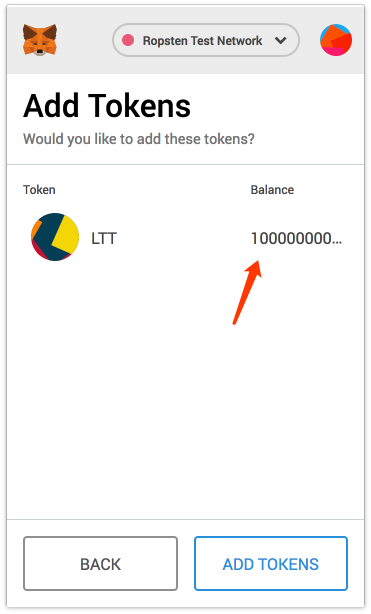 Ropsten Test Network
Add Tokens
Would you like to add these tokens?
Token Balance
LTT 100000000...
BACK ADD TOKENS